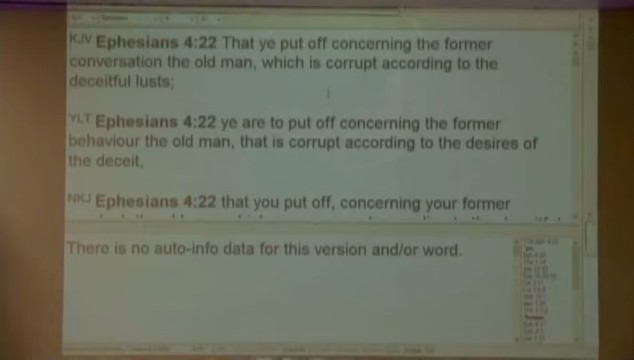 KJV Ephesians 4:22 That ye put off concerning the former
conversation the old man, which is corrupt according to the
deceitful lusts;
YLT Ephesians 4:22 ye are to put off concerning the former
behaviour the old man, that is corrupt according to the desires of
the deceit,
NKJ Ephesians 4:22 that you put off, concerning your former
There is no auto-info data for this version and/or word.